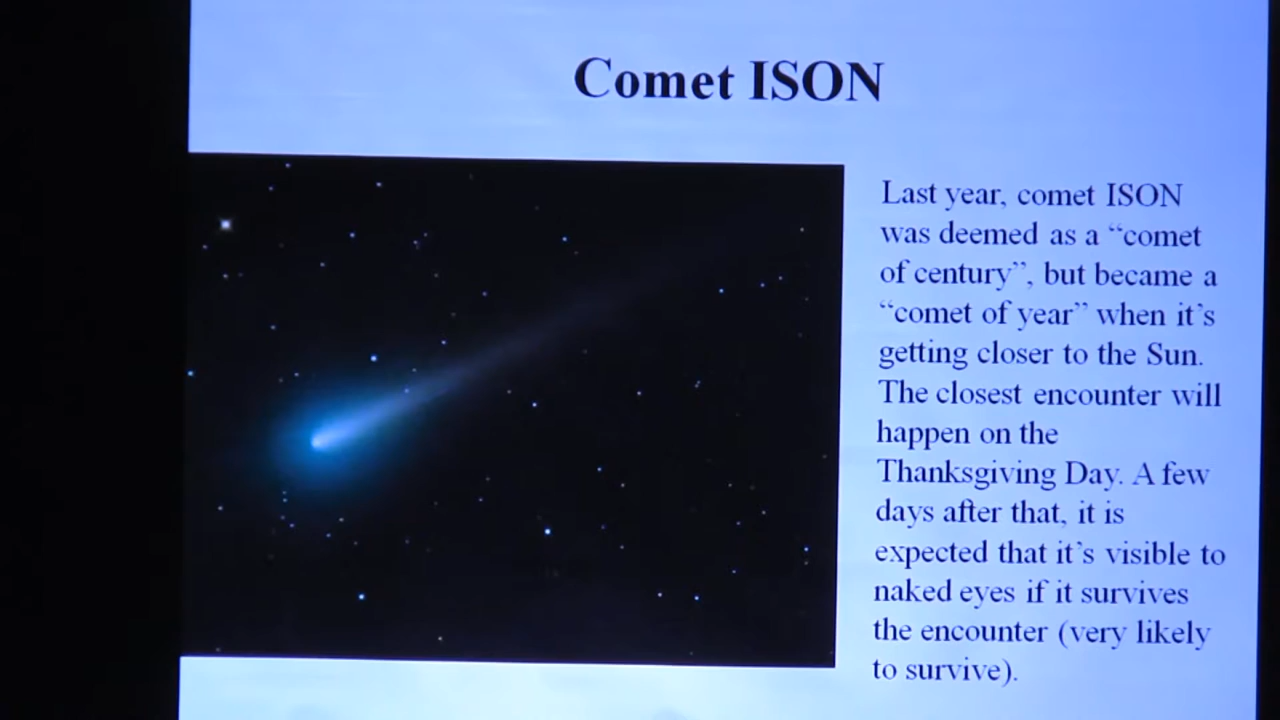 Comet ISON
Last year, comet ISON
was deemed as a “comet
of century”, but became a
“comet of year” when it’s
getting closer to the Sun.
The closest encounter will
happen on the
Thanksgiving Day. A few
days after that, it is
expected that it’s visible to
naked eyes if it survives
the encounter (very likely
to survive).